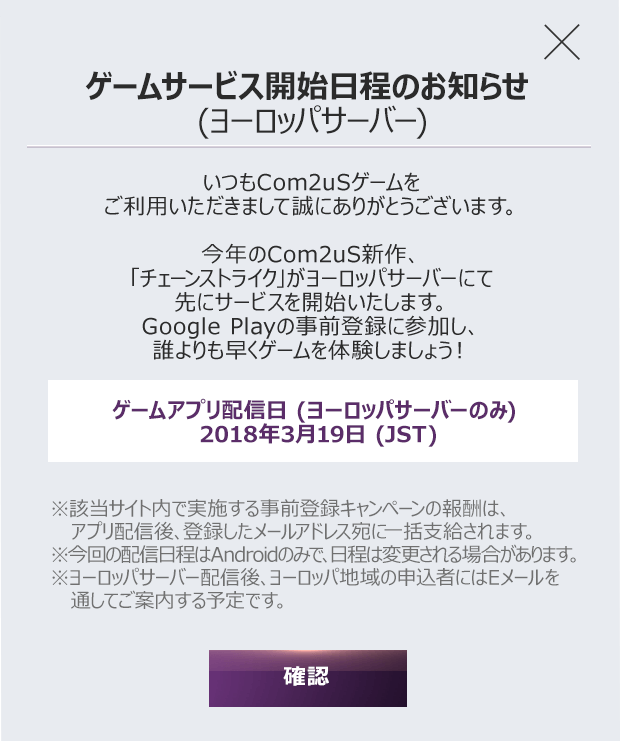 ゲームサービス開始日程のお知らせ
(ヨーロッパサーバー)
いつもCom2uSゲームを
ご利用いただきまして誠にありがとうございます。
今年のCom2uS新作、
「チェーンストライク」がヨーロッパサーバーにて
先にサービスを開始いたします。
Google Playの事前登録に参加し、
誰よりも早くゲームを体験しましょう！
ゲームアプリ配信日 (ヨーロッパサーバーのみ)
2018年3月19日 (JST)
※該当サイト内で実施する事前登録キャンペーンの報酬は、
アプリ配信後、登録したメールアドレス宛に一括支給されます。
※今回の配信日程はAndroidのみで、日程は変更される場合があります。
※ヨーロッパサーバー配信後、ヨーロッパ地域の申込者にはEメールを
通してご案内する予定です。
確認